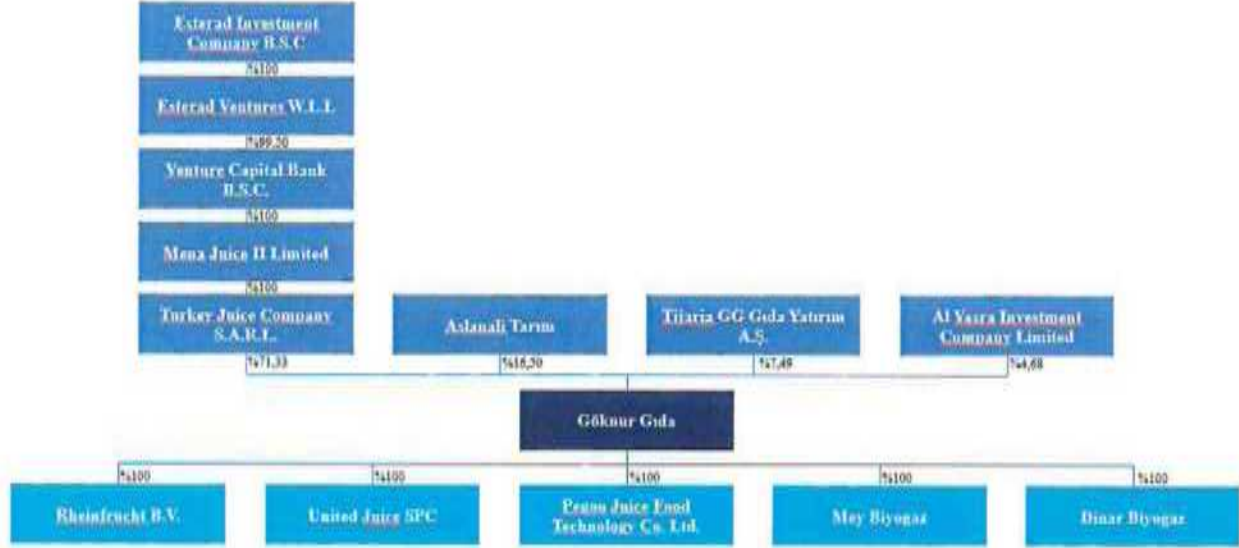 Esterad Investment
Company B.S.C
%100
Esterad Ventures W.L.L
%99,50
Venture Capital Bank
B.S.C.
%100
Mena Juice II Limited
%100
Turkey Juice Company
S.A.R.L.
Aslanali Tarım
Tijaria GG Gıda Yatırım
A.Ş.
Al Yasra Investment
Company Limited
%71,33
%16,50
%7,49
%4,68
Göknur Gıda
%100
%100
%100
%100
%100
Rheinfrucht B.V.
United Juice SPC
Juice Food
Technology Co. Ltd.
May Biyogaz
Dinar Biyogaz